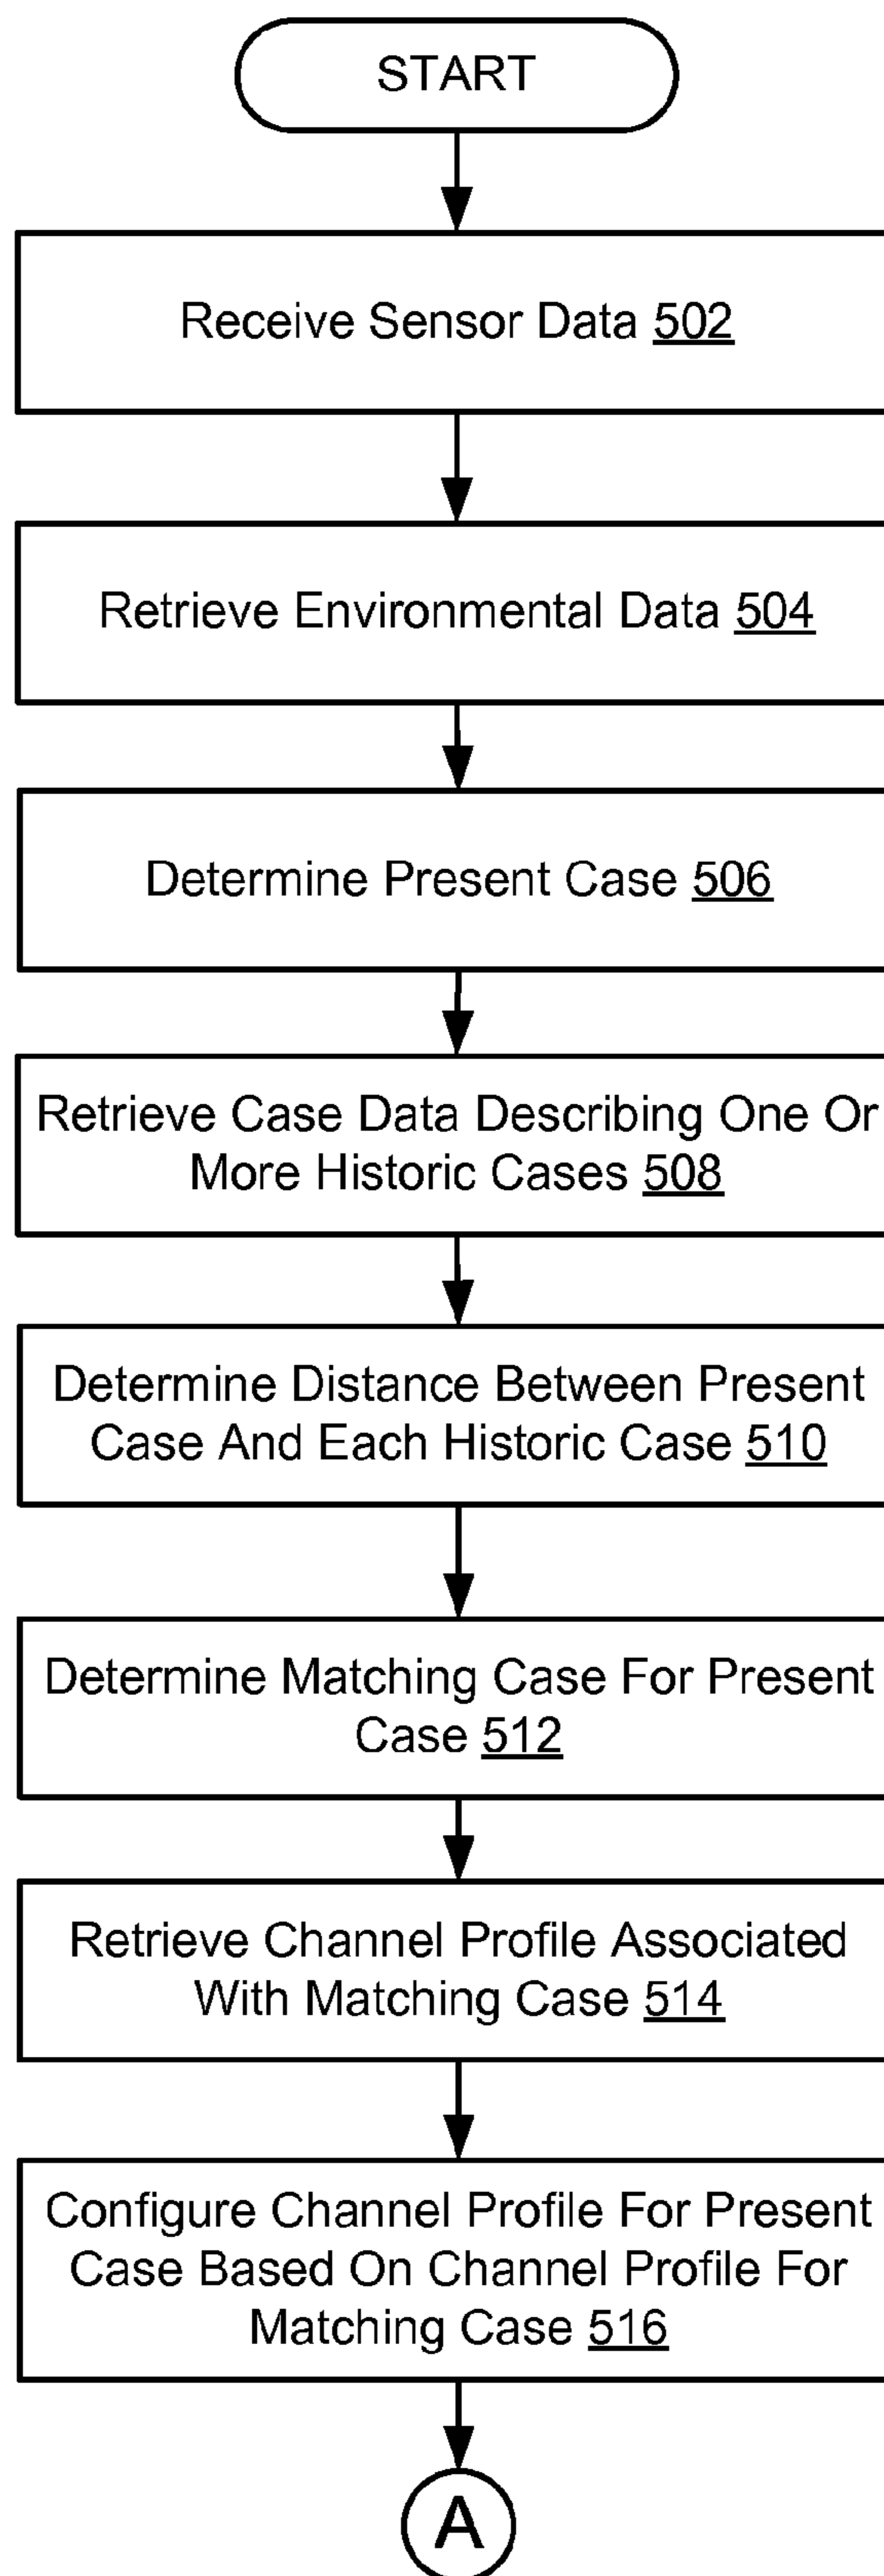 START
Receive Sensor Data 502
Retrieve Environmental Data 504
Determine Present Case 506
Retrieve Case Data Describing One Or
More Historic Cases 508
Determine Distance Between Present
Case And Each Historic Case 510
Determine Matching Case For Present
Case 512
Retrieve Channel Profile Associated
With Matching Case 514
Configure Channel Profile For Present
Case Based On Channel Profile For
Matching Case 516
A